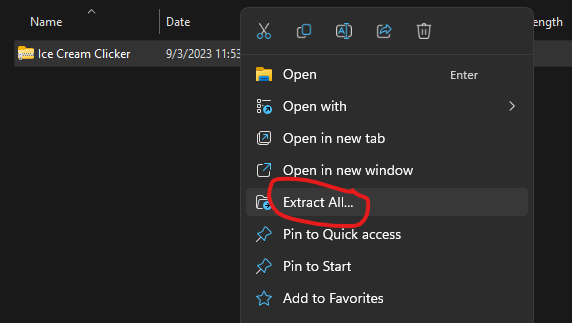 Name Date ength
Ice Cream Clicker 9/3/2023 11:53
Open Enter
Open with
Open in new tab
Open in new window
Extract All...
Pin to Quick access
Pin to Start
Add to Favorites